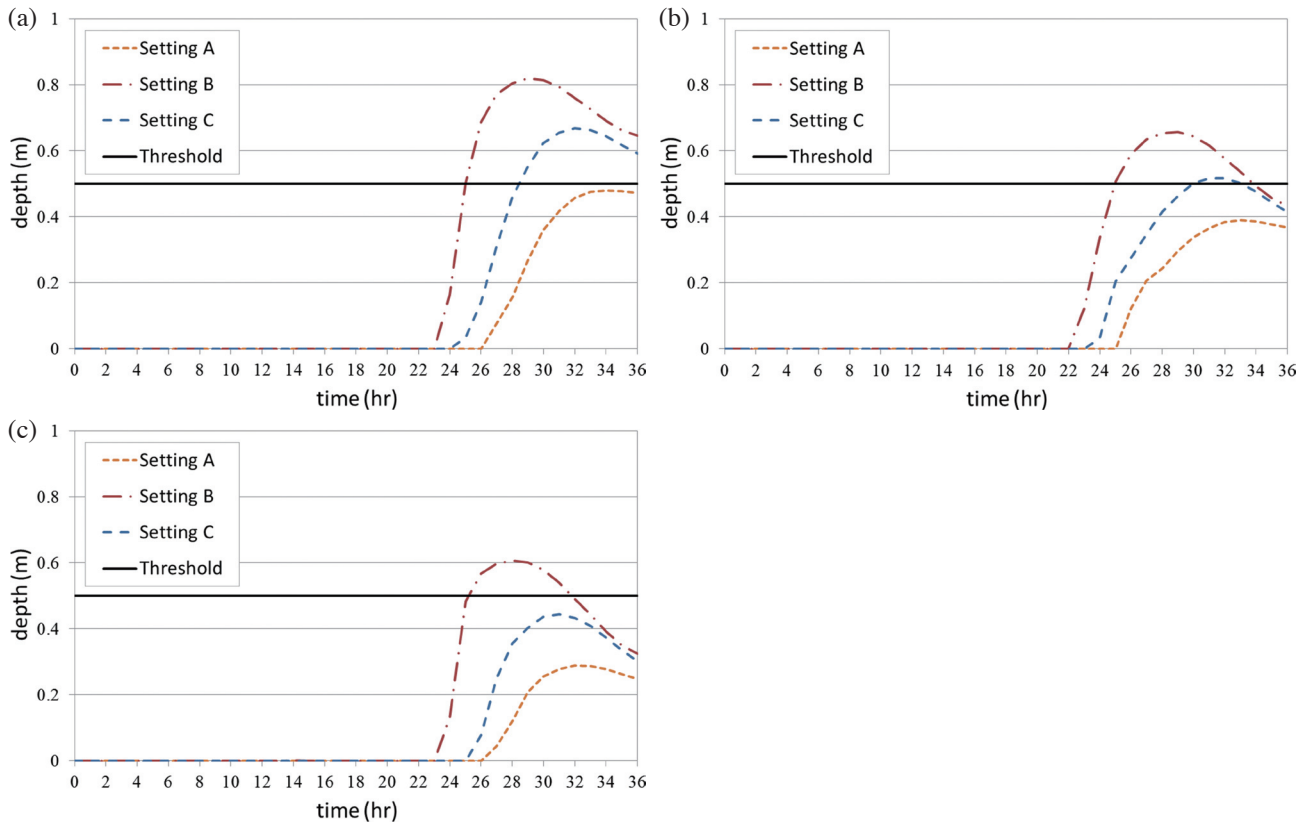 (a)
1
0.8
0.6
0.4
0.2
0
depth (m)
Setting A
Setting B
Setting C
Threshold
0 2 4 6 8 10 12 14 16 18 20 22 24 26 28 30 32 34 36
time (hr)
(b)
1
0.8
0.6
0.4
0.2
0
depth (m)
Setting A
Setting B
Setting C
Threshold
0 2 4 6 8 10 12 14 16 18 20 22 24 26 28 30 32 34 36
time (hr)
(c)
1
0.8
0.6
0.4
0.2
0
depth (m)
Setting A
Setting B
Setting C
Threshold
0 2 4 6 8 10 12 14 16 18 20 22 24 26 28 30 32 34 36
time (hr)